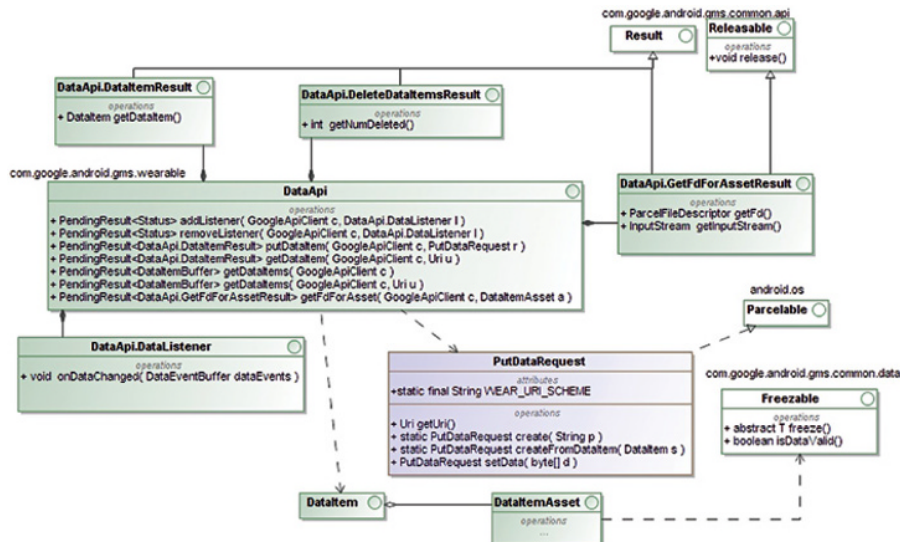 com.google.android.gms.common.api
Result
Releasable
operations
+void release()
DataApi.DataItemResult
operations
+ DataItem getDataItem()
DataApi.DeleteDataItemsResult
operations
+ int getNumDeleted()
com.google.android.gms.wearable
DataApi
operations
+ PendingResult<Status> addListener( GoogleApiClient c, DataApi.DataListener l )
+ PendingResult<Status> removeListener( GoogleApiClient c, DataApi.DataListener l )
+ PendingResult<DataApi.DataItemResult> putDataItem( GoogleApiClient c, PutDataRequest r )
+ PendingResult<DataApi.DataItemResult> getDataItem( GoogleApiClient c, Uri u )
+ PendingResult<DataItemBuffer> getDataItems( GoogleApiClient c )
+ PendingResult<DataItemBuffer> getDataItems( GoogleApiClient c, Uri u )
+ PendingResult<DataApi.GetFdForAssetResult> getFdForAsset( GoogleApiClient c, DataItemAsset a )
DataApi.GetFdForAssetResult
operations
+ ParcelFileDescriptor getFd()
+ InputStream getInputStream()
android.os
Parcelable
DataApi.DataListener
operations
+ void onDataChanged( DataEventBuffer dataEvents )
PutDataRequest
attributes
+static final String WEAR_URI_SCHEME
operations
+ Uri getUri()
+ static PutDataRequest create( String p )
+ static PutDataRequest createFromDataItem( DataItem s )
+ PutDataRequest setData( byte[] d )
com.google.android.gms.common.data
Freezable
operations
+ abstract T freeze()
+ boolean isDataValid()
DataItem
DataItemAsset
operations
...